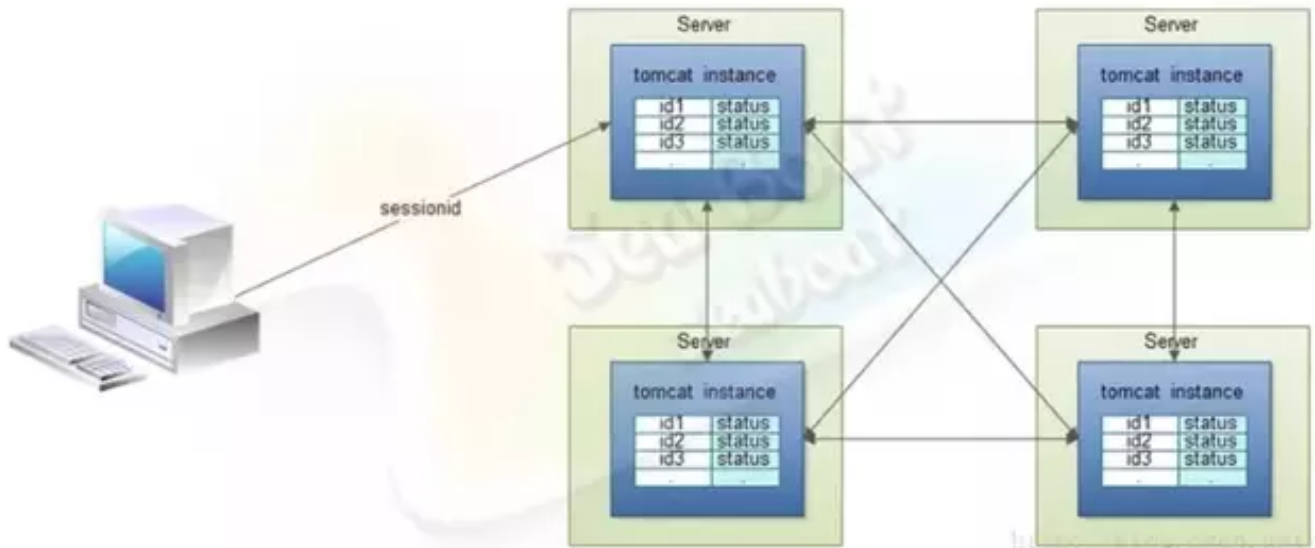 Server
tomcat instance
id1 status
id2 status
id3 status
. .
Server
tomcat instance
id1 status
id2 status
id3 status
. .
sessionid
Server
tomcat instance
id1 status
id2 status
id3 status
. .
Server
tomcat instance
id1 status
id2 status
id3 status
. .